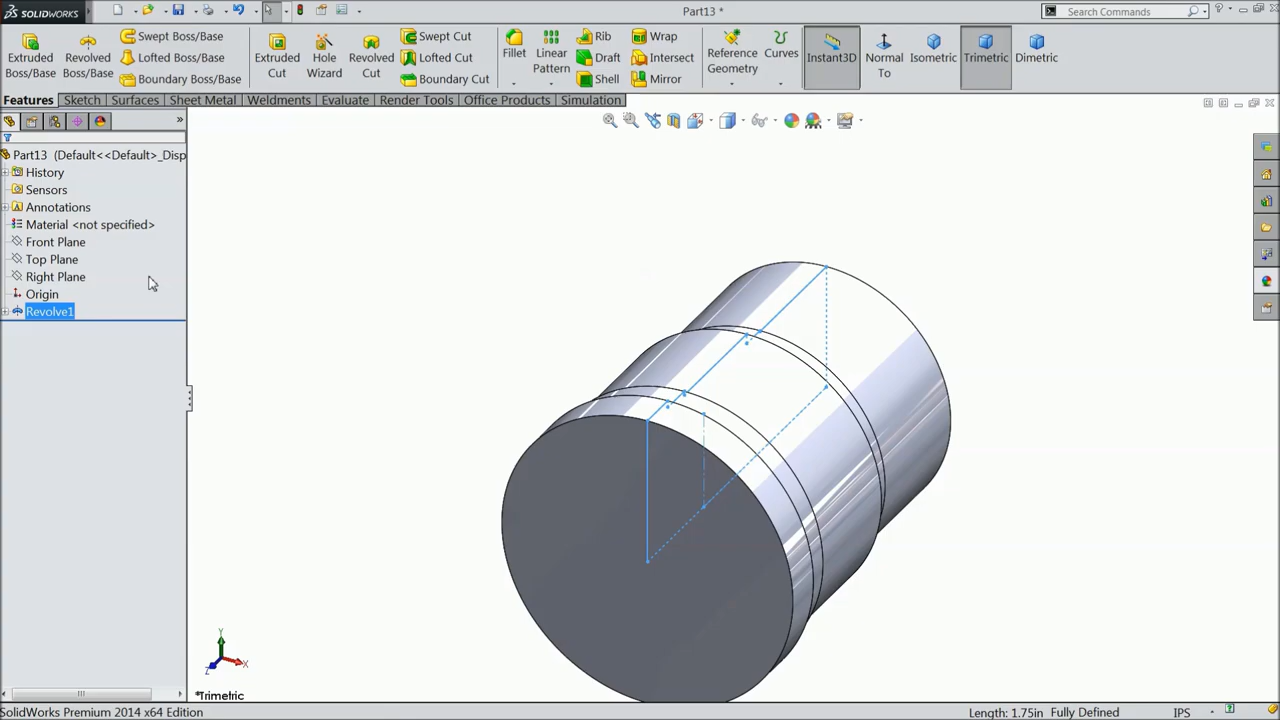 SOLIDWORKS
Part13 *
Search Commands
Extruded Boss/Base
Revolved Boss/Base
Swept Boss/Base
Lofted Boss/Base
Boundary Boss/Base
Extruded Cut
Hole Wizard
Revolved Cut
Swept Cut
Lofted Cut
Boundary Cut
Fillet
Linear Pattern
Rib
Draft
Shell
Wrap
Intersect
Mirror
Reference Geometry
Curves
Instant3D
Normal To
Isometric
Trimetric
Dimetric
Features Sketch Surfaces Sheet Metal Weldments Evaluate Render Tools Office Products Simulation
Part13 (Default<<Default>_Disp
History
Sensors
Annotations
Material <not specified>
Front Plane
Top Plane
Right Plane
Origin
Revolve1
Y
X
Z
*Trimetric
SolidWorks Premium 2014 x64 Edition
Length: 1.75in Fully Defined IPS